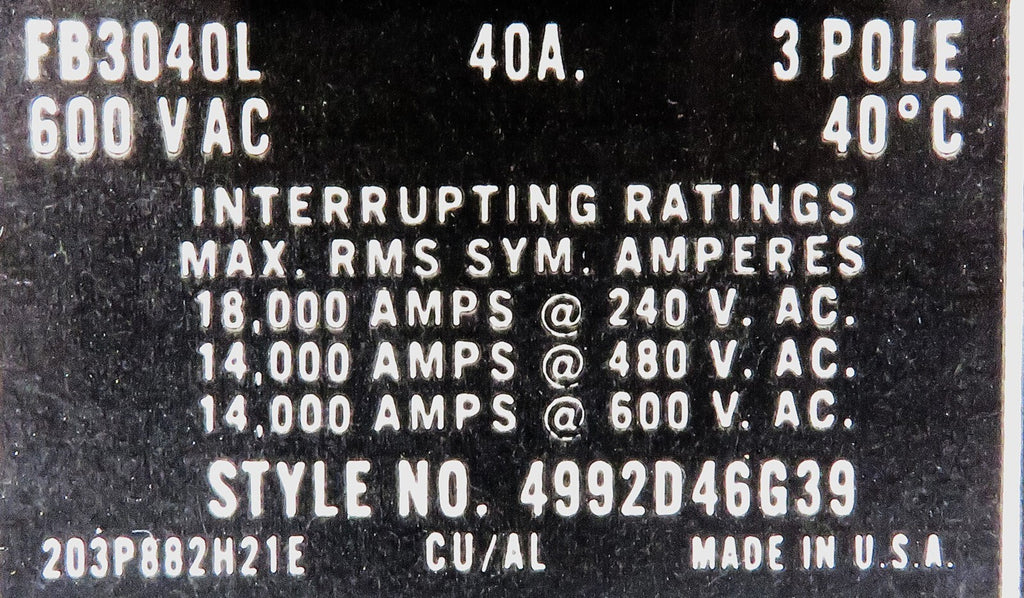 FB3040L 40A. 3 POLE
600 VAC 40°C
INTERRUPTING RATINGS
MAX. RMS SYM. AMPERES
18,000 AMPS @ 240 V. AC.
14,000 AMPS @ 480 V. AC.
14,000 AMPS @ 600 V. AC.
STYLE NO. 4992D46G39
203P882H21E CU/AL MADE IN U.S.A.